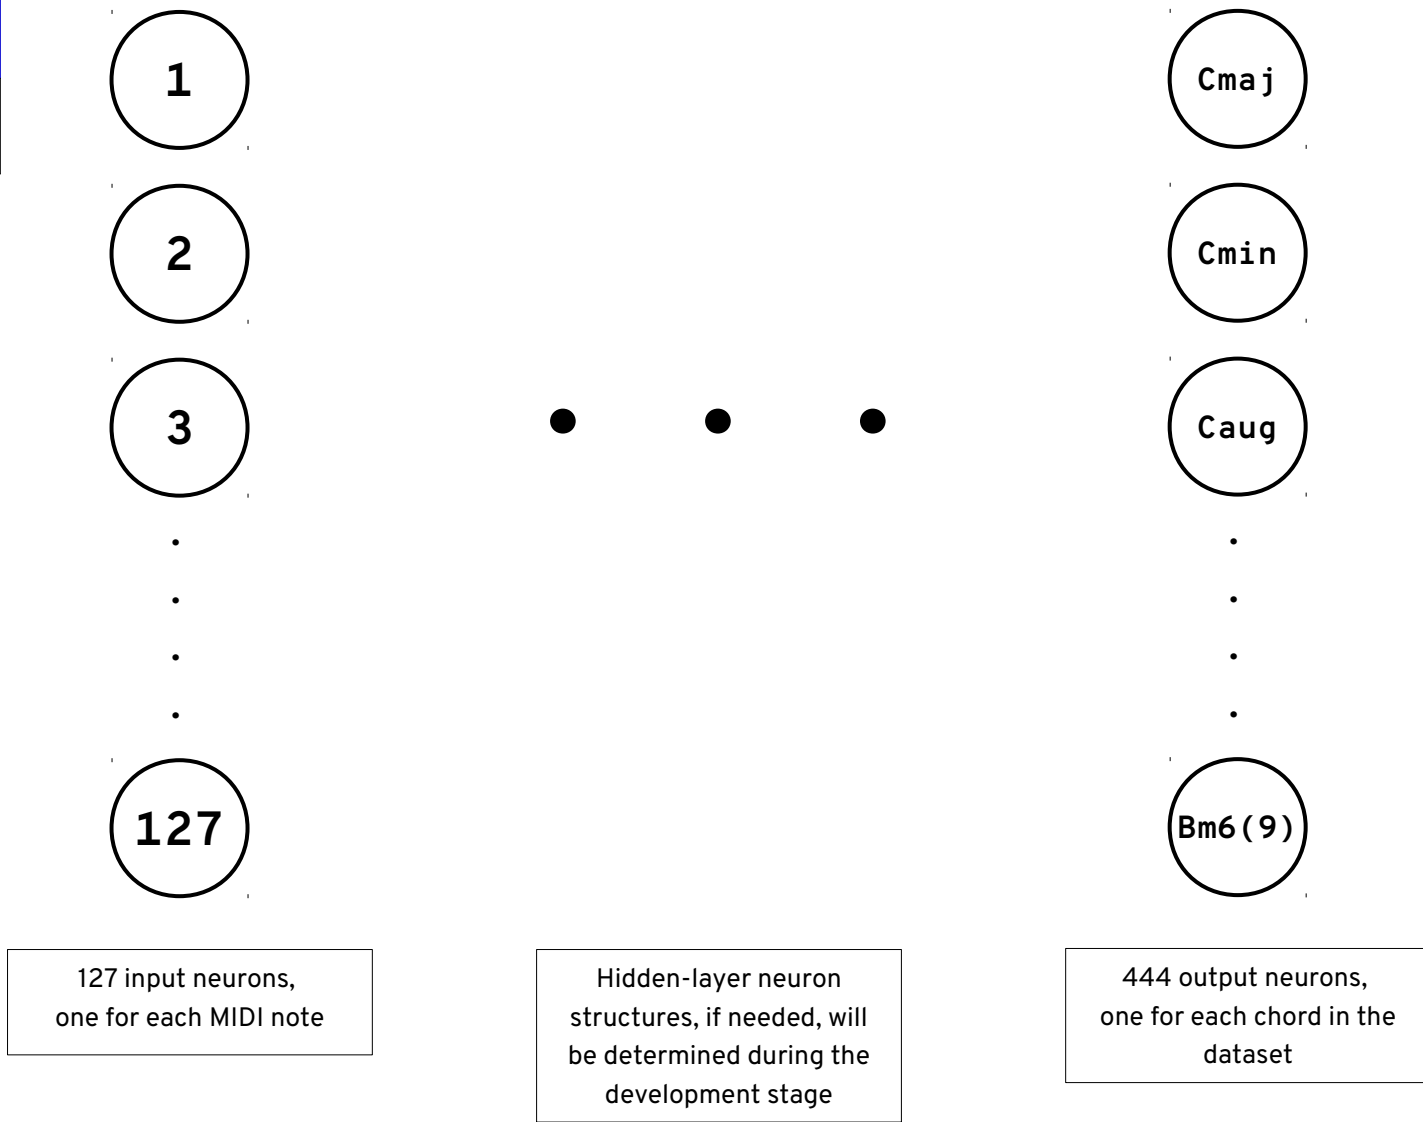 1
2
3
127
Cmaj
Cmin
Caug
Bm6(9)
127 input neurons,
one for each MIDI note
Hidden-layer neuron
structures, if needed, will
be determined during the
development stage
444 output neurons,
one for each chord in the
dataset